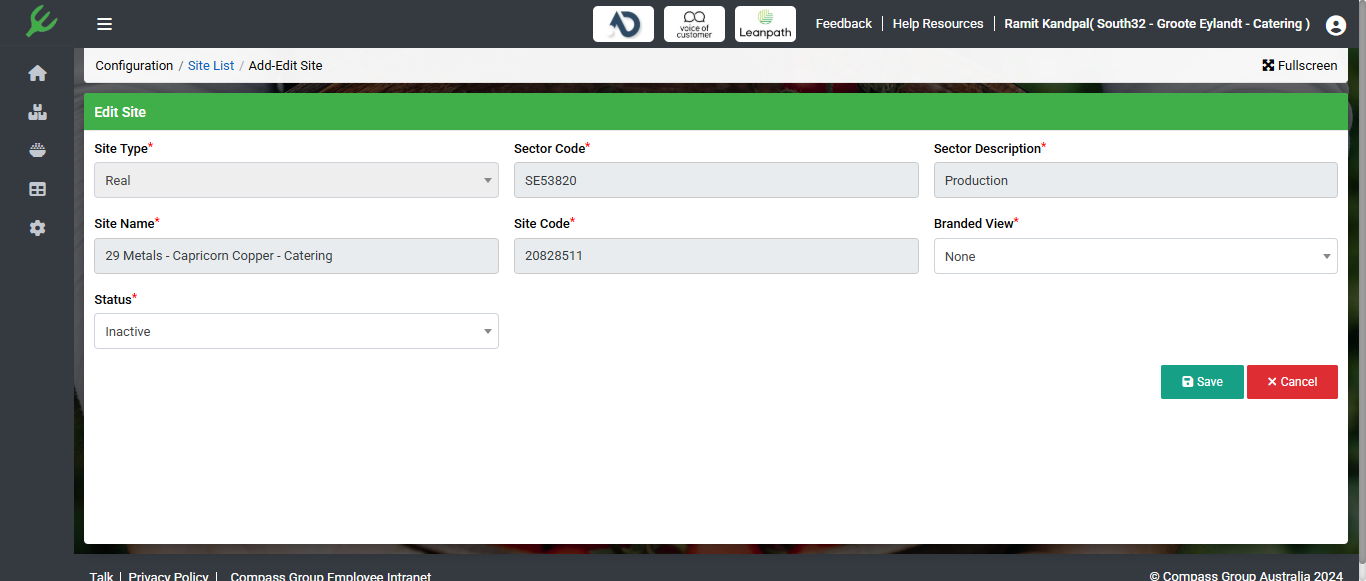 voice of
customer
Leanpath
Feedback
Help Resources
Ramit Kandpal( South32 - Groote Eylandt - Catering )
Configuration / Site List / Add-Edit Site
Fullscreen
Edit Site
Site Type*
Sector Code*
Sector Description*
Real
SE53820
Production
Site Name*
Site Code*
Branded View*
29 Metals - Capricorn Copper - Catering
20828511
None
Status*
Inactive
Save
Cancel
Talk | Privacy Policy | Compass Group Employee Intranet
© Compass Group Australia 2024